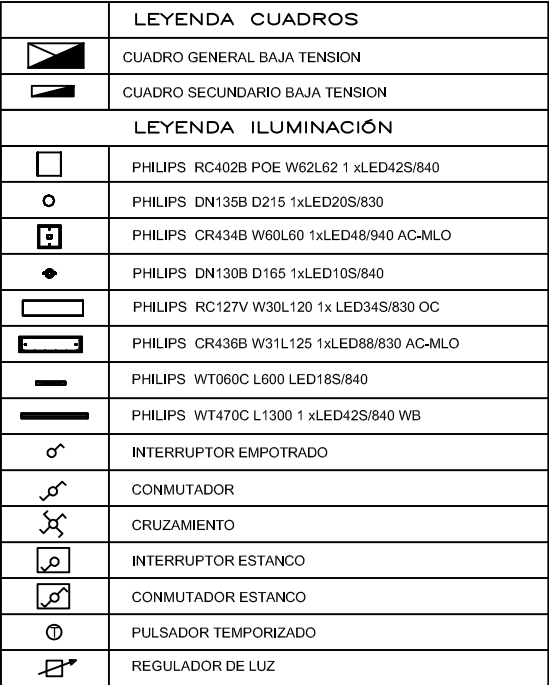 LEYENDA CUADROS
CUADRO GENERAL BAJA TENSION
CUADRO SECUNDARIO BAJA TENSION
LEYENDA ILUMINACIÓN
PHILIPS RC402B POE W62L62 1 xLED42S/840
PHILIPS DN135B D215 1xLED20S/830
PHILIPS CR434B W60L60 1xLED48/940 AC-MLO
PHILIPS DN130B D165 1xLED10S/840
PHILIPS RC127V W30L120 1x LED34S/830 OC
PHILIPS CR436B W31L125 1xLED88/830 AC-MLO
PHILIPS WT060C L600 LED18S/840
PHILIPS WT470C L1300 1 xLED42S/840 WB
INTERRUPTOR EMPOTRADO
CONMUTADOR
CRUZAMIENTO
INTERRUPTOR ESTANCO
CONMUTADOR ESTANCO
T PULSADOR TEMPORIZADO
REGULADOR DE LUZ